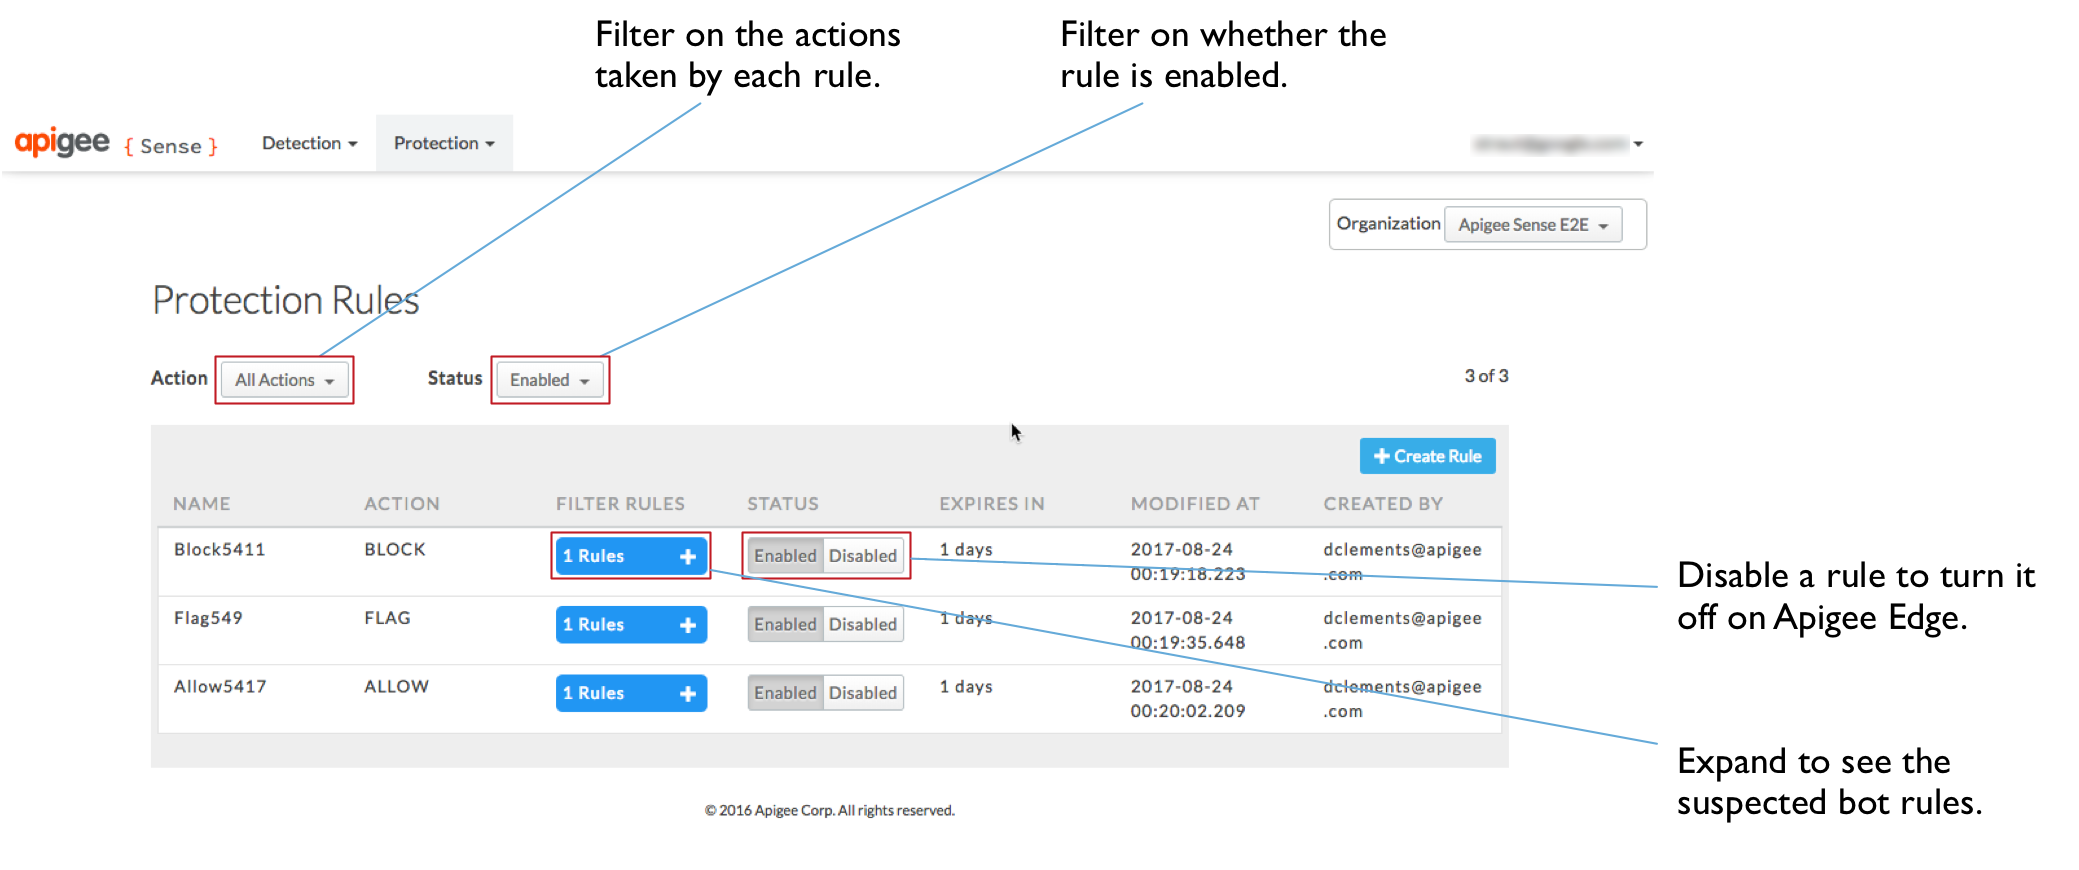 Filter on the actions
taken by each rule.
Filter on whether the
rule is enabled.
apigee { Sense }
Detection
Protection
Organization
Apigee Sense E2E
Protection Rules
Action
All Actions
Status
Enabled
3 of 3
+ Create Rule
NAME ACTION FILTER RULES STATUS EXPIRES IN MODIFIED AT CREATED BY
Block5411 BLOCK 1 Rules + Enabled Disabled 1 days 2017-08-24 dclements@apigee
00:19:18.223 .com
Flag549 FLAG 1 Rules + Enabled Disabled 1 days 2017-08-24 dclements@apigee
00:19:35.648 .com
Allow5417 ALLOW 1 Rules + Enabled Disabled 1 days 2017-08-24 dclements@apigee
00:20:02.209 .com
Disable a rule to turn it
off on Apigee Edge.
Expand to see the
suspected bot rules.
© 2016 Apigee Corp. All rights reserved.